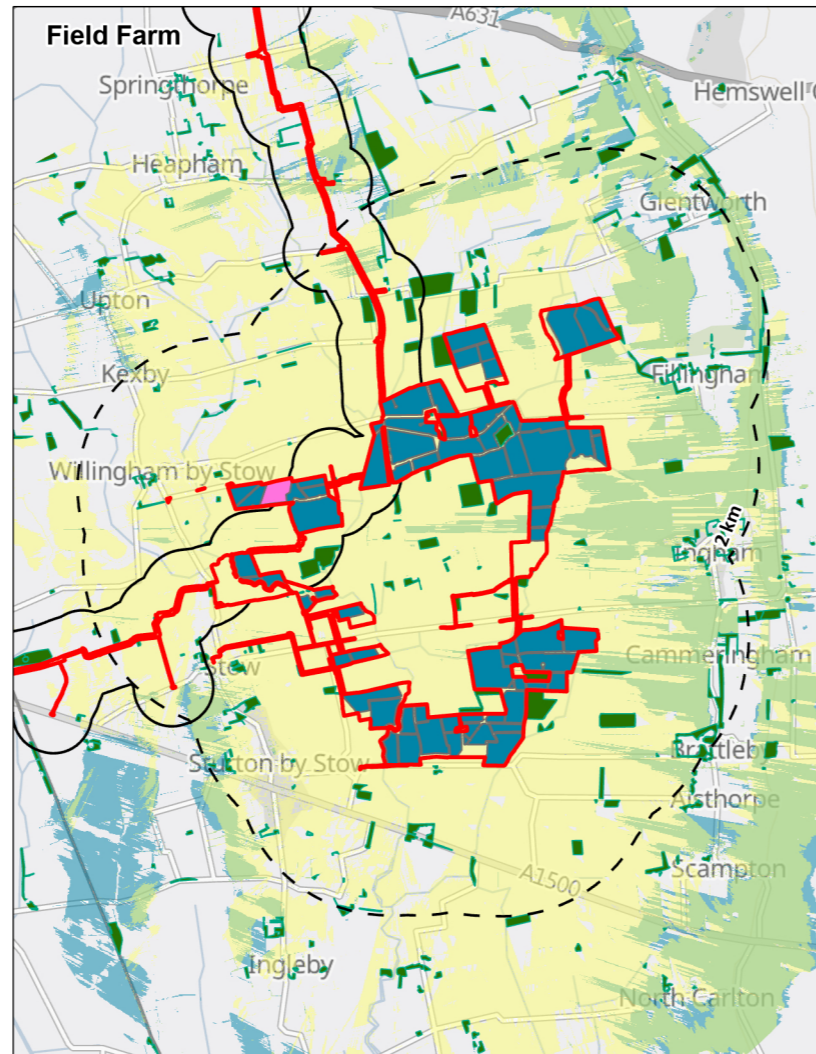 Field Farm
A631
Springthorpe
Hemswell C
Heapham
Glentworth
Upton
Kexby
Fillingham
Willingham by Stow
2 km
Ingham
Stow
Cammeringham
Sturton by Stow
Brattleby
Aisthorpe
A1500
Scampton
Ingleby
North Carlton